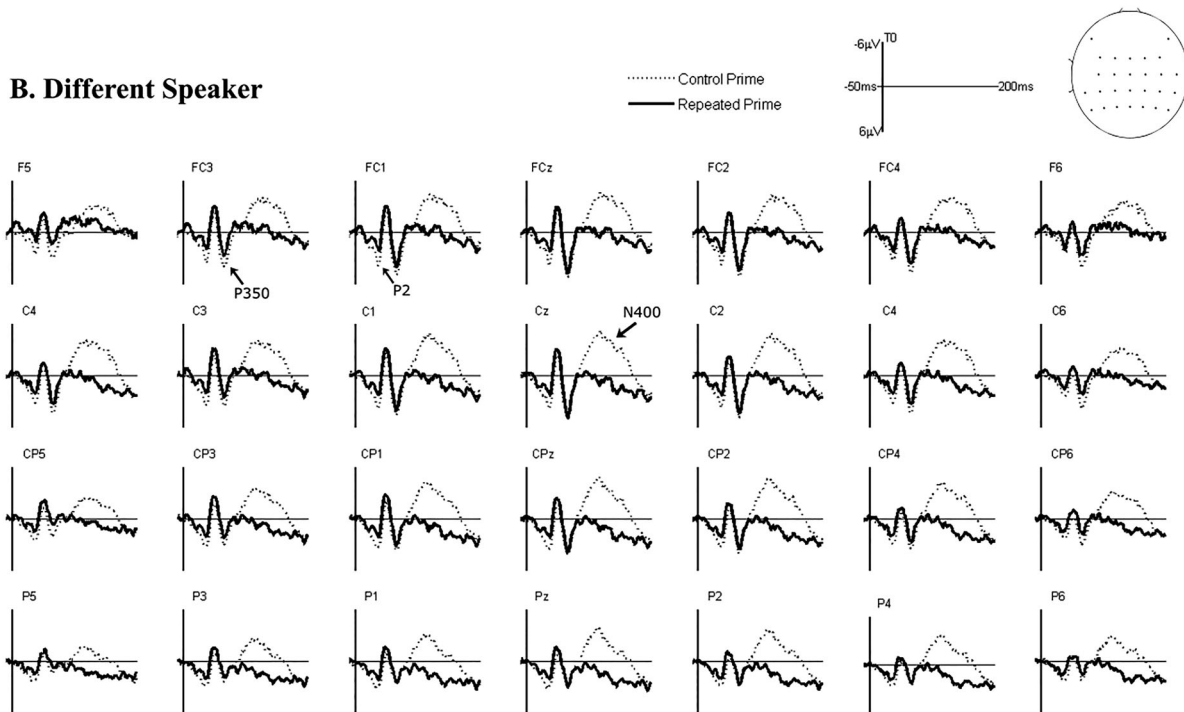 B. Different Speaker
Control Prime
Repeated Prime
-6µV
T0
-50ms
200ms
6µV
F5 FC3 FC1 FCz FC2 FC4 F6
P350
P2
C4 C3 C1 Cz C2 C4 C6
N400
CP5 CP3 CP1 CPz CP2 CP4 CP6
P5 P3 P1 Pz P2 P4 P6